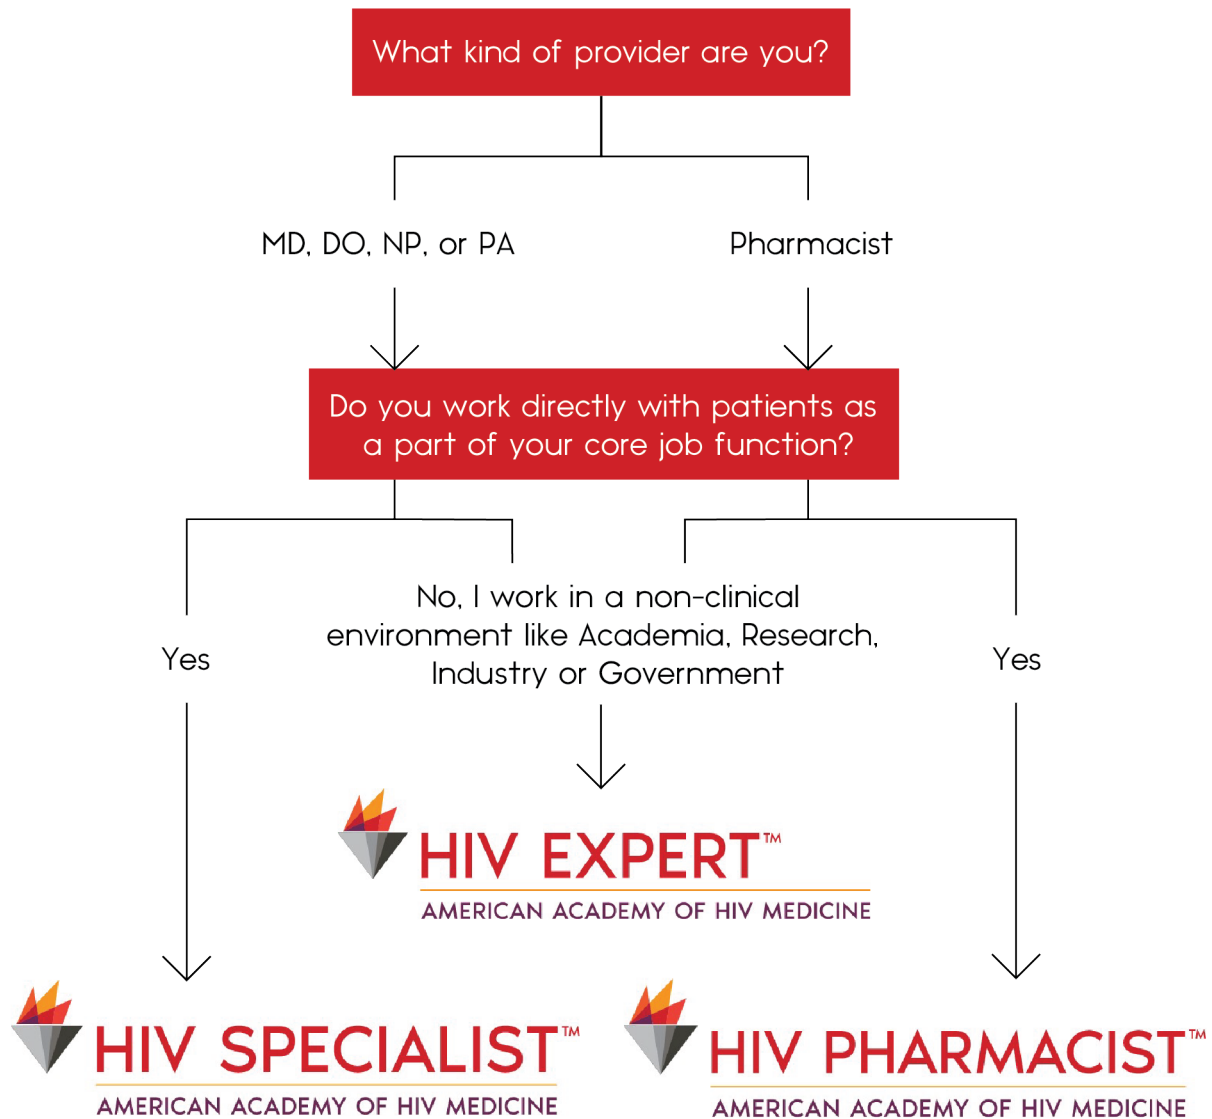 What kind of provider are you?
MD, DO, NP, or PA
Pharmacist
Do you work directly with patients as
a part of your core job function?
No, I work in a non-clinical
environment like Academia, Research,
Industry or Government
Yes
Yes
HIV EXPERT™
AMERICAN ACADEMY OF HIV MEDICINE
HIV SPECIALIST™
AMERICAN ACADEMY OF HIV MEDICINE
HIV PHARMACIST™
AMERICAN ACADEMY OF HIV MEDICINE